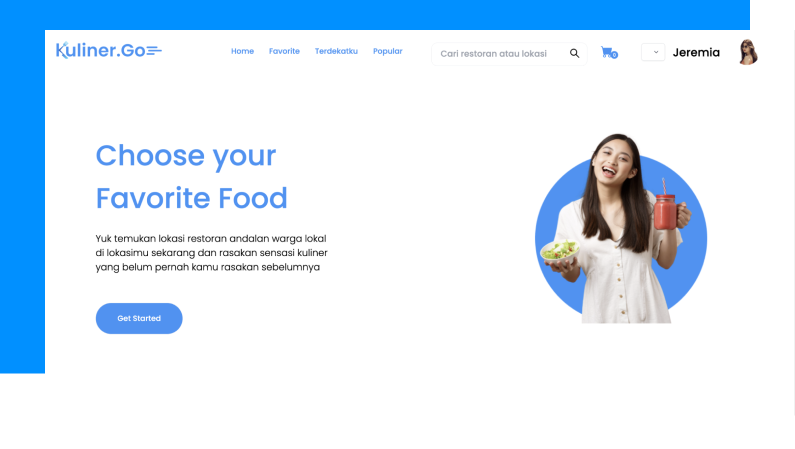 Kuliner.Go
Home Favorite Terdekatku Popular
Cari restoran atau lokasi
0
Jeremia
Choose your
Favorite Food
Yuk temukan lokasi restoran andalan warga lokal
di lokasimu sekarang dan rasakan sensasi kuliner
yang belum pernah kamu rasakan sebelumnya
Get Started